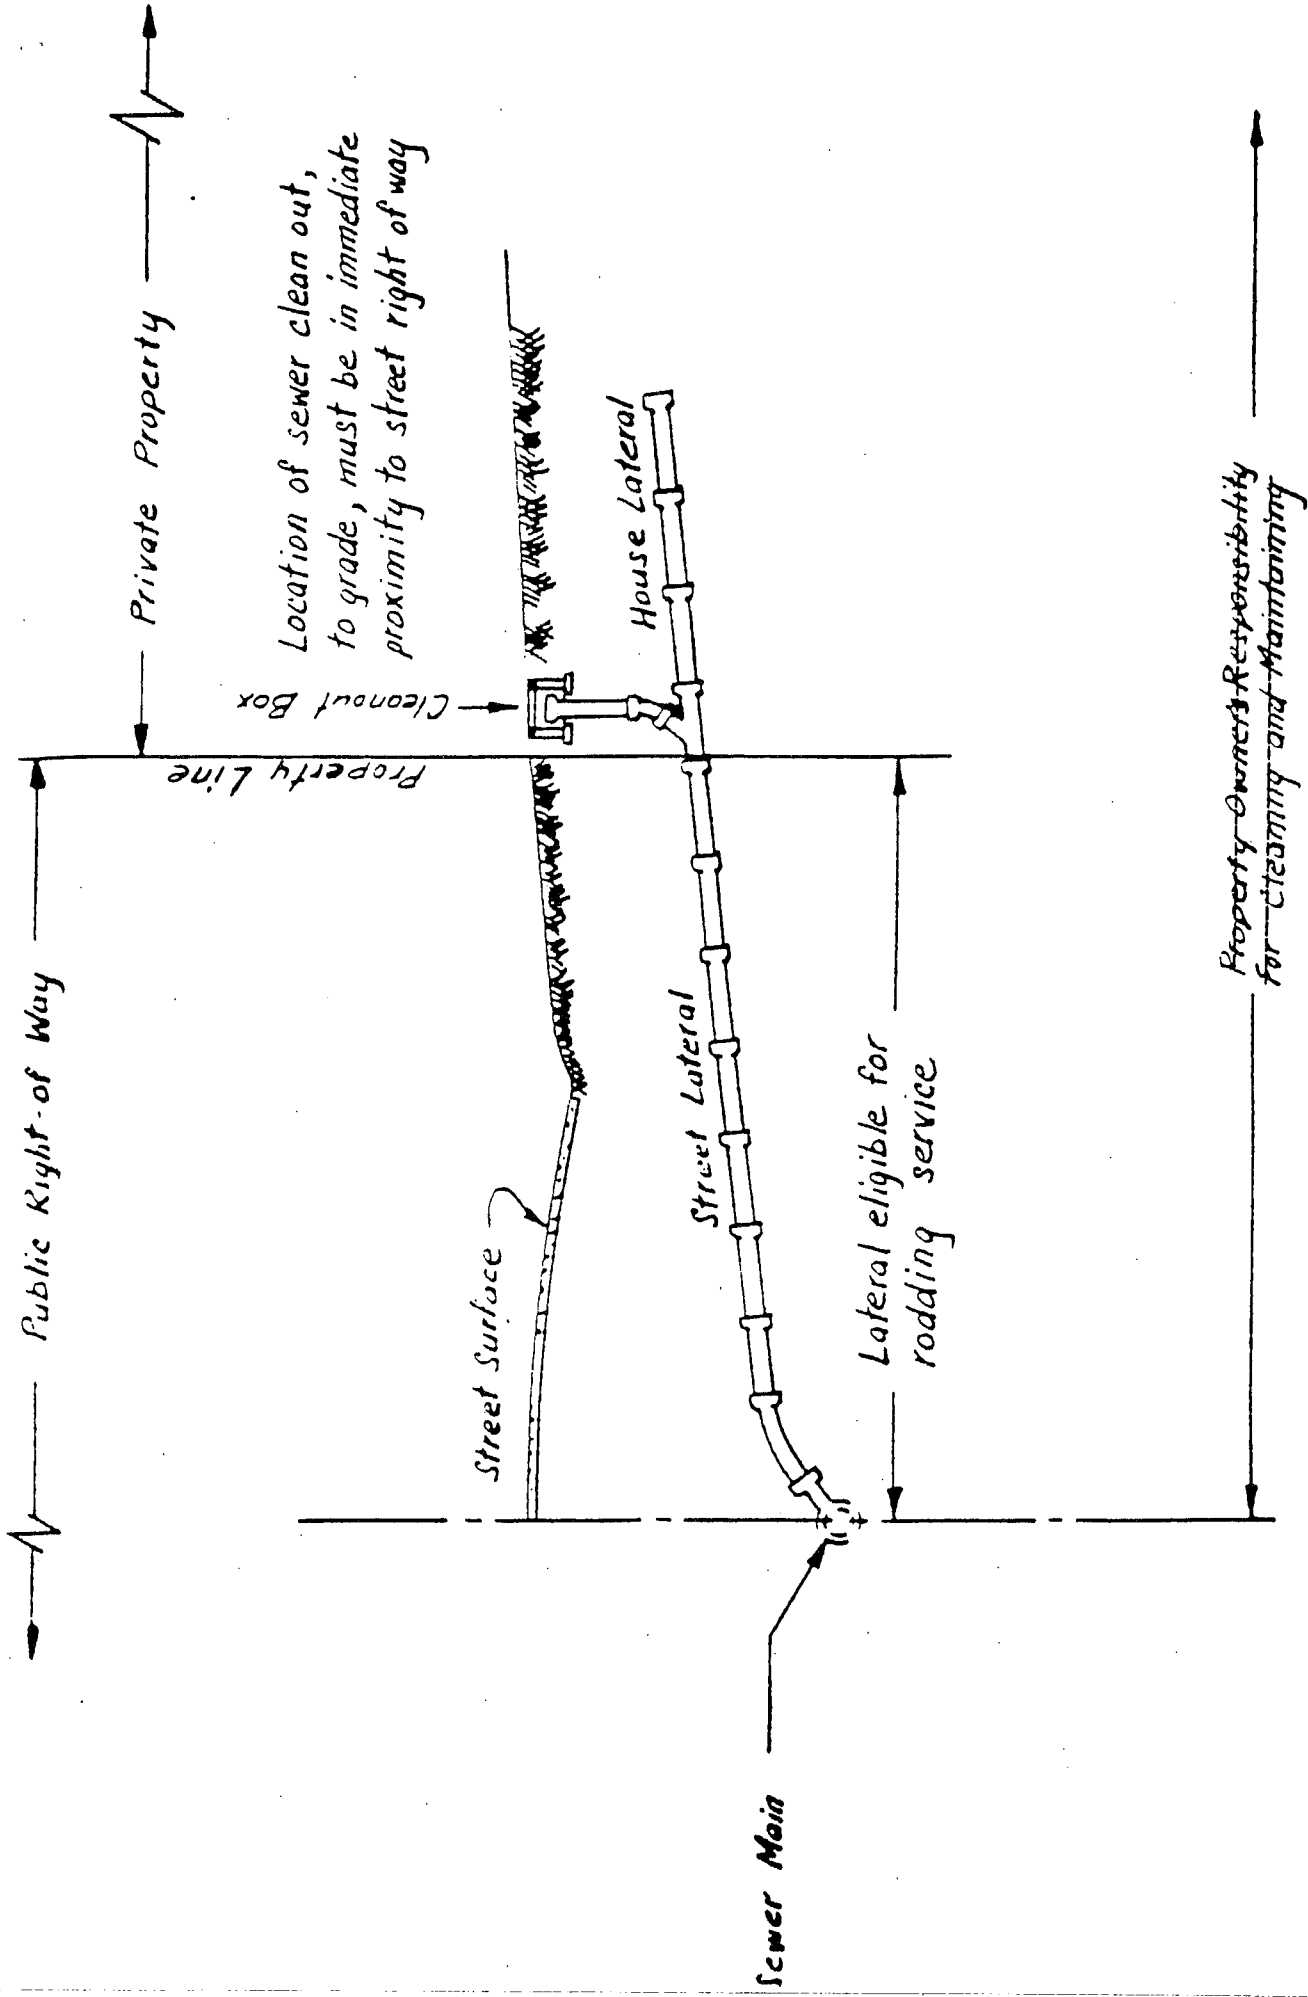 Public Right-of Way
Private Property
Location of sewer clean out,
to grade, must be in immediate
proximity to street right of way
Property Line
Cleanout Box
Street Surface
House Lateral
Street Lateral
Lateral eligible for
rodding service
Sewer Main
Property Owners Responsibility
for cleaning and Maintaining